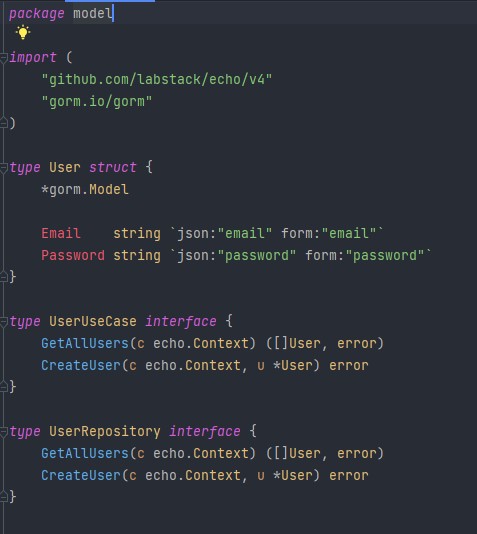 package model
import (
"github.com/labstack/echo/v4"
"gorm.io/gorm"
)
type User struct {
*gorm.Model
Email    string `json:"email" form:"email"`
Password string `json:"password" form:"password"`
}
type UserUseCase interface {
GetAllUsers(c echo.Context) ([]User, error)
CreateUser(c echo.Context, u *User) error
}
type UserRepository interface {
GetAllUsers(c echo.Context) ([]User, error)
CreateUser(c echo.Context, u *User) error
}